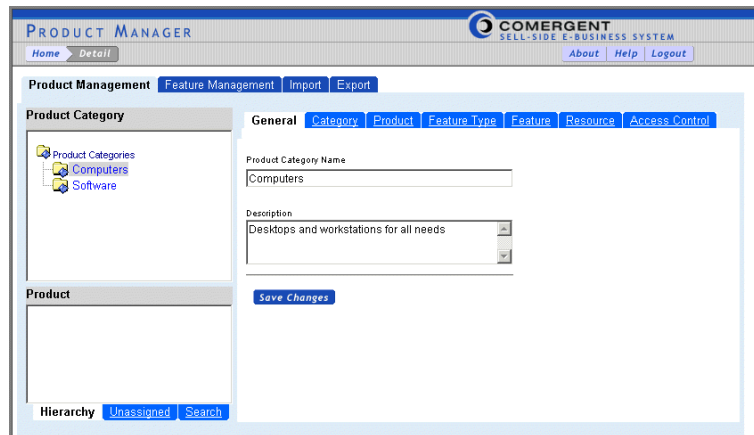 PRODUCT MANAGER
COMERGENT
SELL-SIDE E-BUSINESS SYSTEM
Home Detail
About Help Logout
Product Management Feature Management Import Export
Product Category
Product Categories
Computers
Software
Product
Hierarchy Unassigned Search
General Category Product Feature Type Feature Resource Access Control
Product Category Name
Computers
Description
Desktops and workstations for all needs
Save Changes